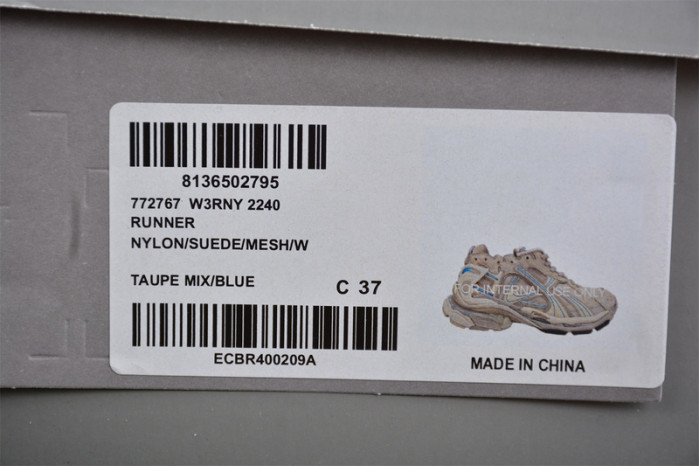 8136502795
772767 W3RNY 2240
RUNNER
NYLON/SUEDE/MESH/W
TAUPE MIX/BLUE
C 37
ECBR400209A
FOR INTERNAL USE ONLY
MADE IN CHINA